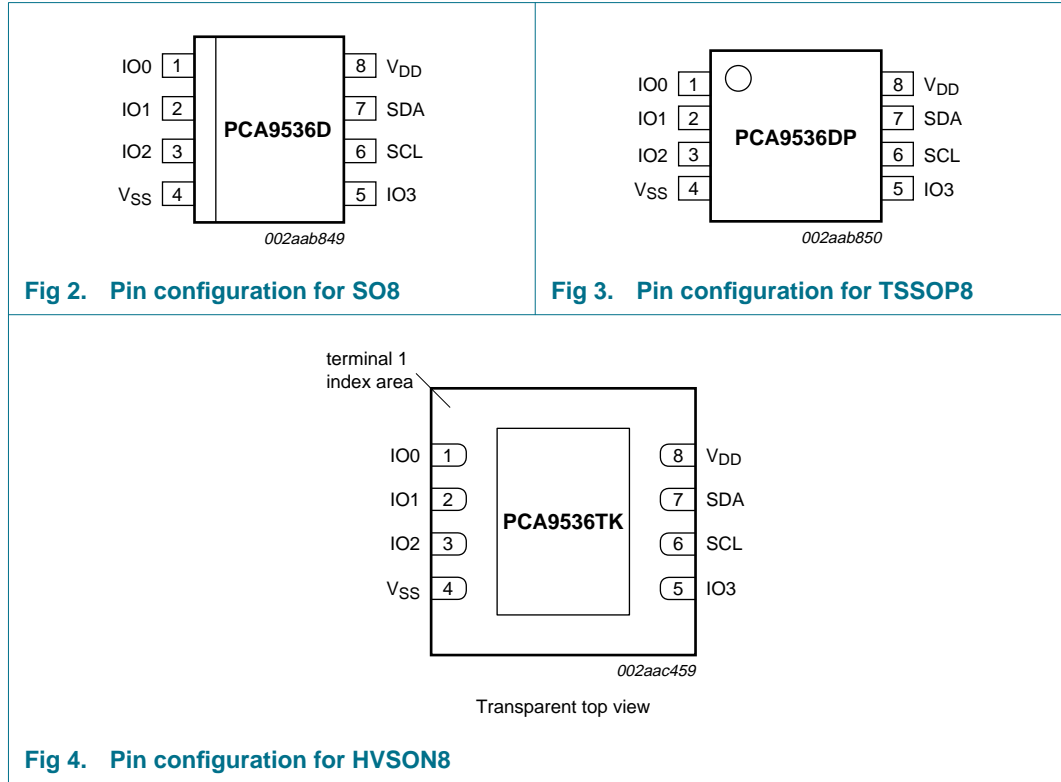 IO0 1
IO1 2
IO2 3
VSS 4
PCA9536D
8 VDD
7 SDA
6 SCL
5 IO3
002aab849
Fig 2. Pin configuration for SO8
IO0 1
IO1 2
IO2 3
VSS 4
PCA9536DP
8 VDD
7 SDA
6 SCL
5 IO3
002aab850
Fig 3. Pin configuration for TSSOP8
terminal 1
index area
IO0 1
IO1 2
IO2 3
VSS 4
PCA9536TK
8 VDD
7 SDA
6 SCL
5 IO3
002aac459
Transparent top view
Fig 4. Pin configuration for HVSON8